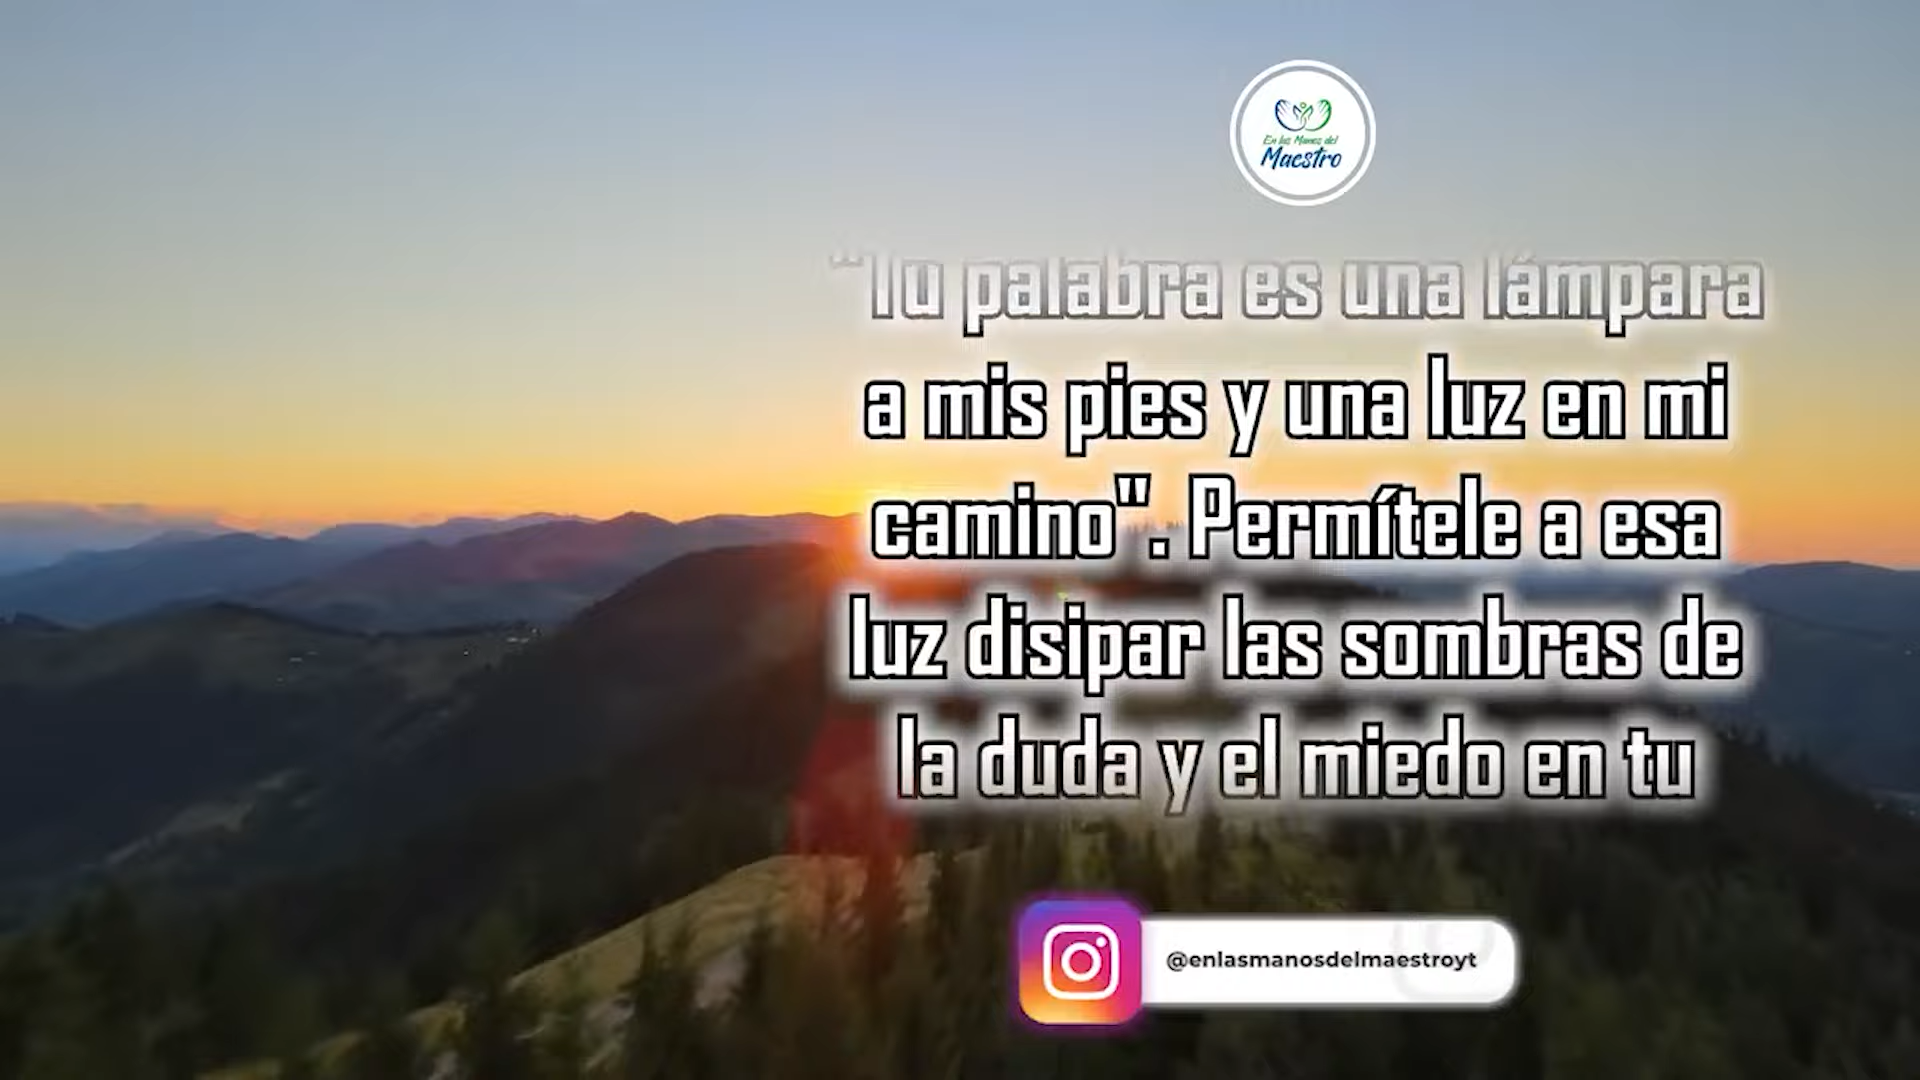 En las Manos del
Maestro
"Tu palabra es una lámpara
a mis pies y una luz en mi
camino". Permítele a esa
luz disipar las sombras de
la duda y el miedo en tu
@enlasmanosdelmaestroyt